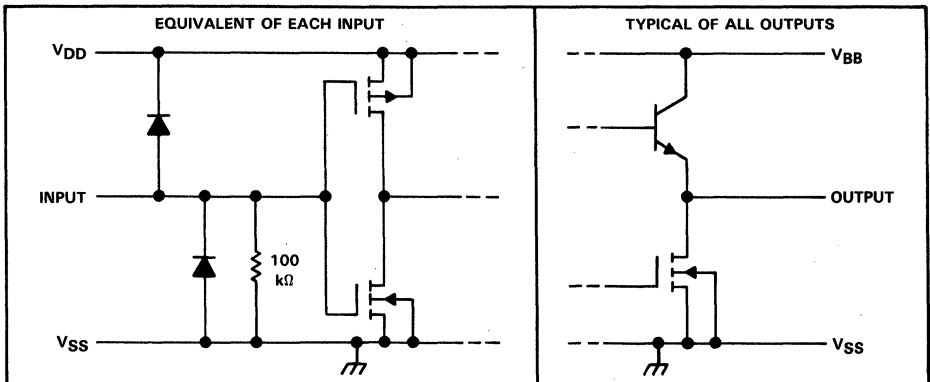 EQUIVALENT OF EACH INPUT
VDD
INPUT
100
kΩ
VSS
TYPICAL OF ALL OUTPUTS
VBB
OUTPUT
VSS